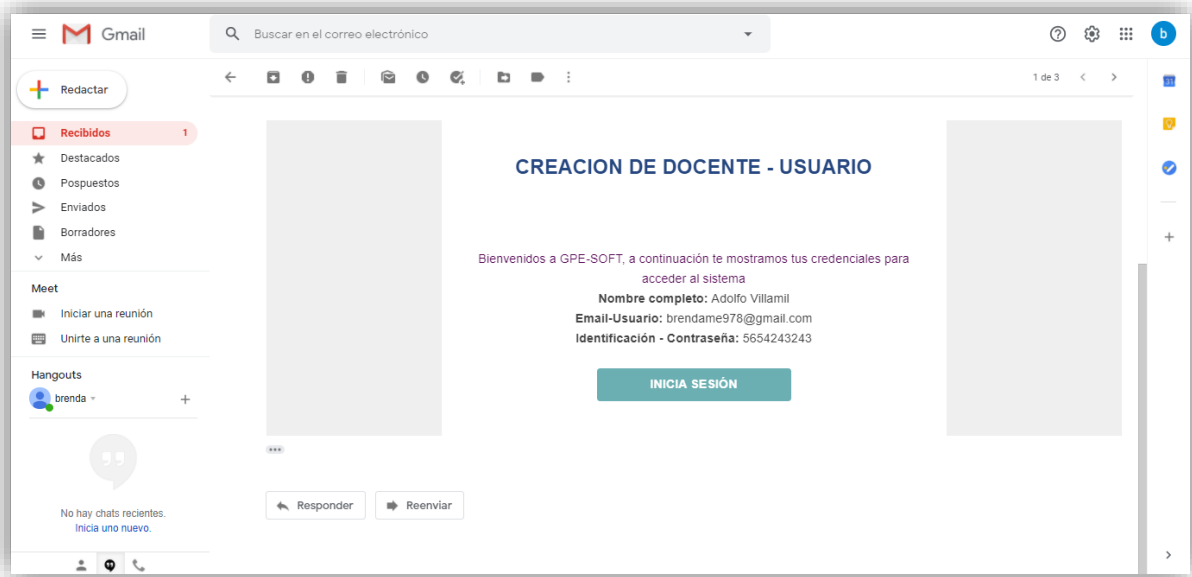 Gmail
Buscar en el correo electrónico
b
Redactar
1 de 3
Recibidos 1
Destacados
Pospuestos
Enviados
Borradores
Más
Meet
Iniciar una reunión
Unirte a una reunión
Hangouts
brenda
No hay chats recientes.
Inicia uno nuevo.
CREACION DE DOCENTE - USUARIO
Bienvenidos a GPE-SOFT, a continuación te mostramos tus credenciales para
acceder al sistema
Nombre completo: Adolfo Villamil
Email-Usuario: brendame978@gmail.com
Identificación - Contraseña: 5654243243
INICIA SESIÓN
Responder
Reenviar
31